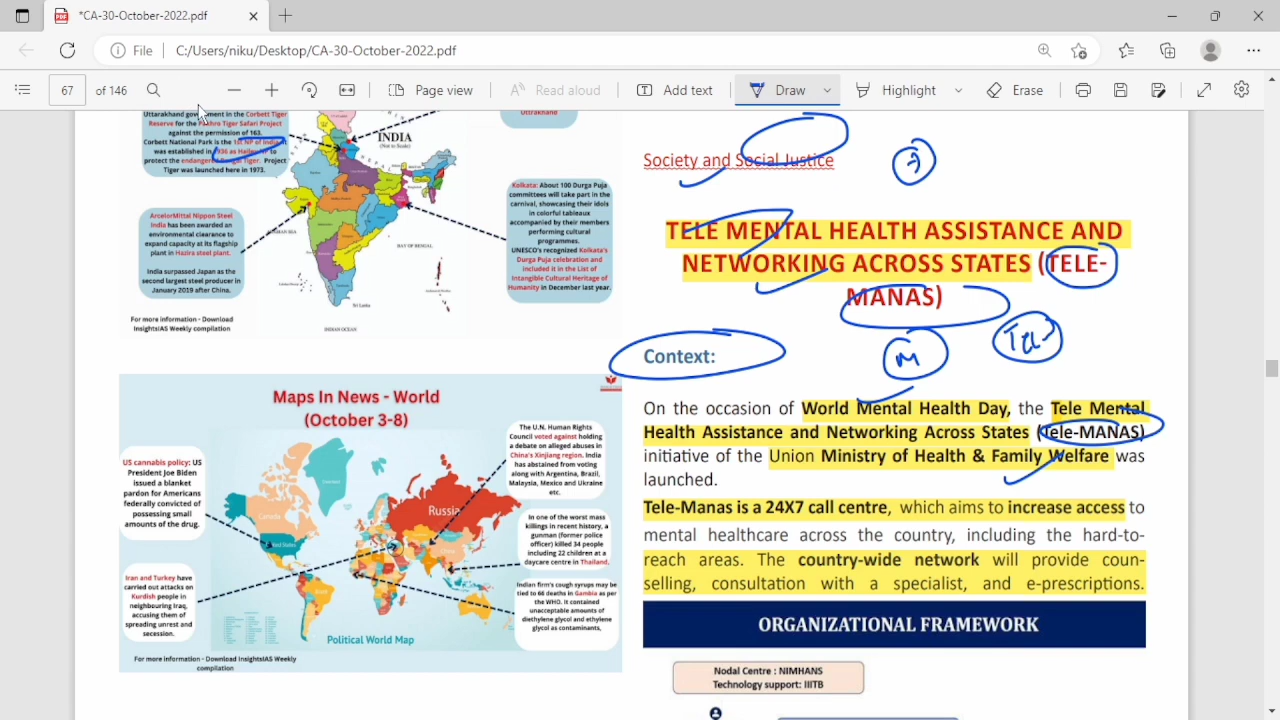 *CA-30-October-2022.pdf
File C:/Users/niku/Desktop/CA-30-October-2022.pdf
67 of 146 Page view Read aloud Add text Draw Highlight Erase
Uttarakhand government in the Corbett Tiger
Reserve for the Pakhro Tiger Safari Project
against the permission of 163.
Corbett National Park is the 1st NP of India. It
was established in 1936 as Hailey NP to
protect the endangered Bengal Tiger. Project
Tiger was launched here in 1973.
ArcelorMittal Nippon Steel
India has been awarded an
environmental clearance to
expand capacity at its flagship
plant in Hazira steel plant.
India surpassed Japan as the
second largest steel producer in
January 2019 after China.
For more information - Download
InsightsIAS Weekly compilation
INDIA
(Not to Scale)
BAY OF BENGAL
Sri Lanka
INDIAN OCEAN
Uttrakhand
Kolkata: About 100 Durga Puja
committees will take part in the
carnival, showcasing their idols
in colorful tableaux
accompanied by their members
performing cultural
programmes.
UNESCO's recognized Kolkata's
Durga Puja celebration and
included it in the List of
Intangible Cultural Heritage of
Humanity in December last year.
Maps In News - World
(October 3-8)
US cannabis policy: US
President Joe Biden
issued a blanket
pardon for Americans
federally convicted of
possessing small
amounts of the drug.
Iran and Turkey have
carried out attacks on
Kurdish people in
neighbouring Iraq,
accusing them of
spreading unrest and
secession.
Canada
United States
Russia
China
Political World Map
The U.N. Human Rights
Council voted against holding
a debate on alleged abuses in
China's Xinjiang region. India
has abstained from voting
along with Argentina, Brazil,
Malaysia, Mexico and Ukraine
etc.
In one of the worst mass
killings in recent history, a
gunman (former police
officer) killed 34 people
including 22 children at a
daycare centre in Thailand.
Indian firm's cough syrups may be
tied to 66 deaths in Gambia as per
the WHO. It contained
unacceptable amounts of
diethylene glycol and ethylene
glycol as contaminants,
For more information - Download InsightsIAS Weekly
compilation
Society and Social Justice
TELE MENTAL HEALTH ASSISTANCE AND
NETWORKING ACROSS STATES (TELE-
MANAS)
Tel
M
Context:
On the occasion of World Mental Health Day, the Tele Mental
Health Assistance and Networking Across States (Tele-MANAS)
initiative of the Union Ministry of Health & Family Welfare was
launched.
Tele-Manas is a 24X7 call centre, which aims to increase access to
mental healthcare across the country, including the hard-to-
reach areas. The country-wide network will provide coun-
selling, consultation with a specialist, and e-prescriptions.
ORGANIZATIONAL FRAMEWORK
Nodal Centre : NIMHANS
Technology support: IIITB